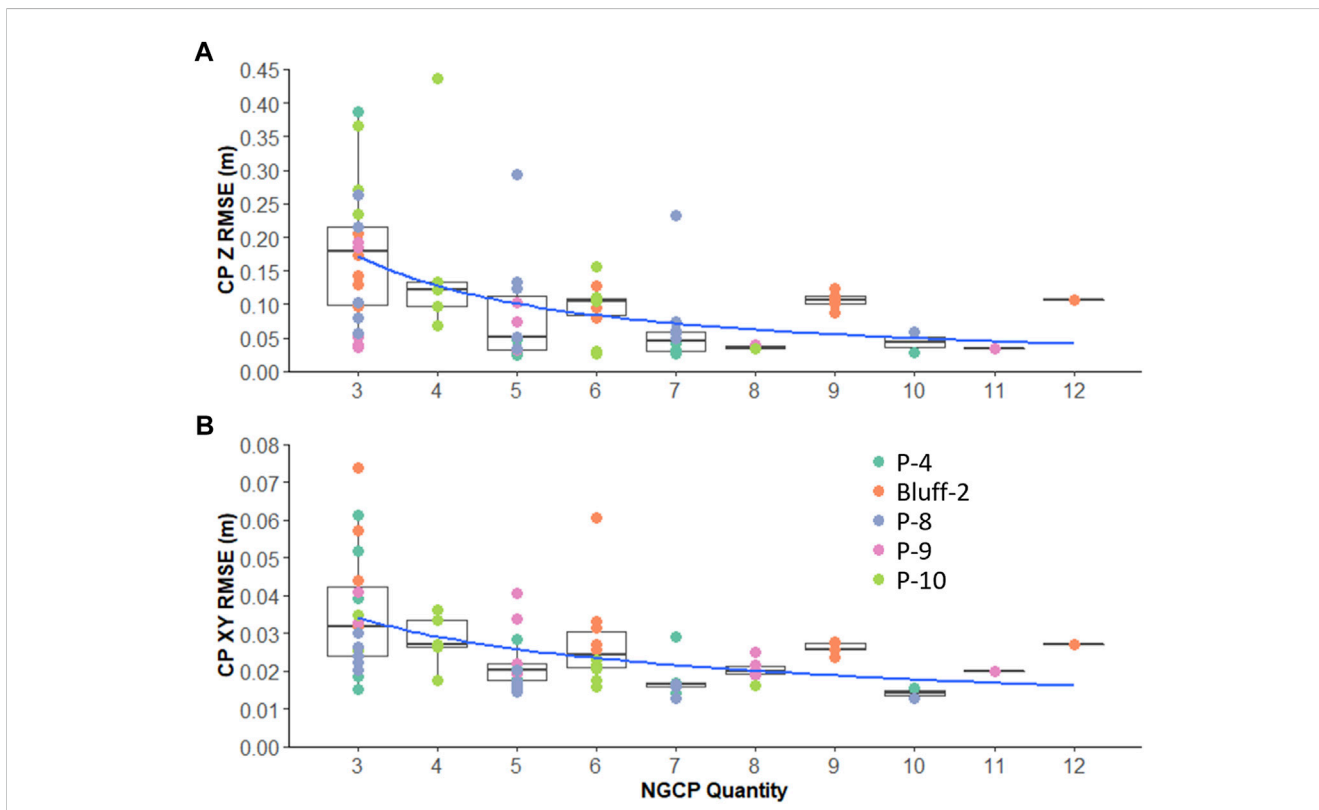 A
CP Z RMSE (m)
0.45
0.40
0.35
0.30
0.25
0.20
0.15
0.10
0.05
0.00
3 4 5 6 7 8 9 10 11 12
B
CP XY RMSE (m)
0.08
0.07
0.06
0.05
0.04
0.03
0.02
0.01
0.00
P-4
Bluff-2
P-8
P-9
P-10
3 4 5 6 7 8 9 10 11 12
NGCP Quantity